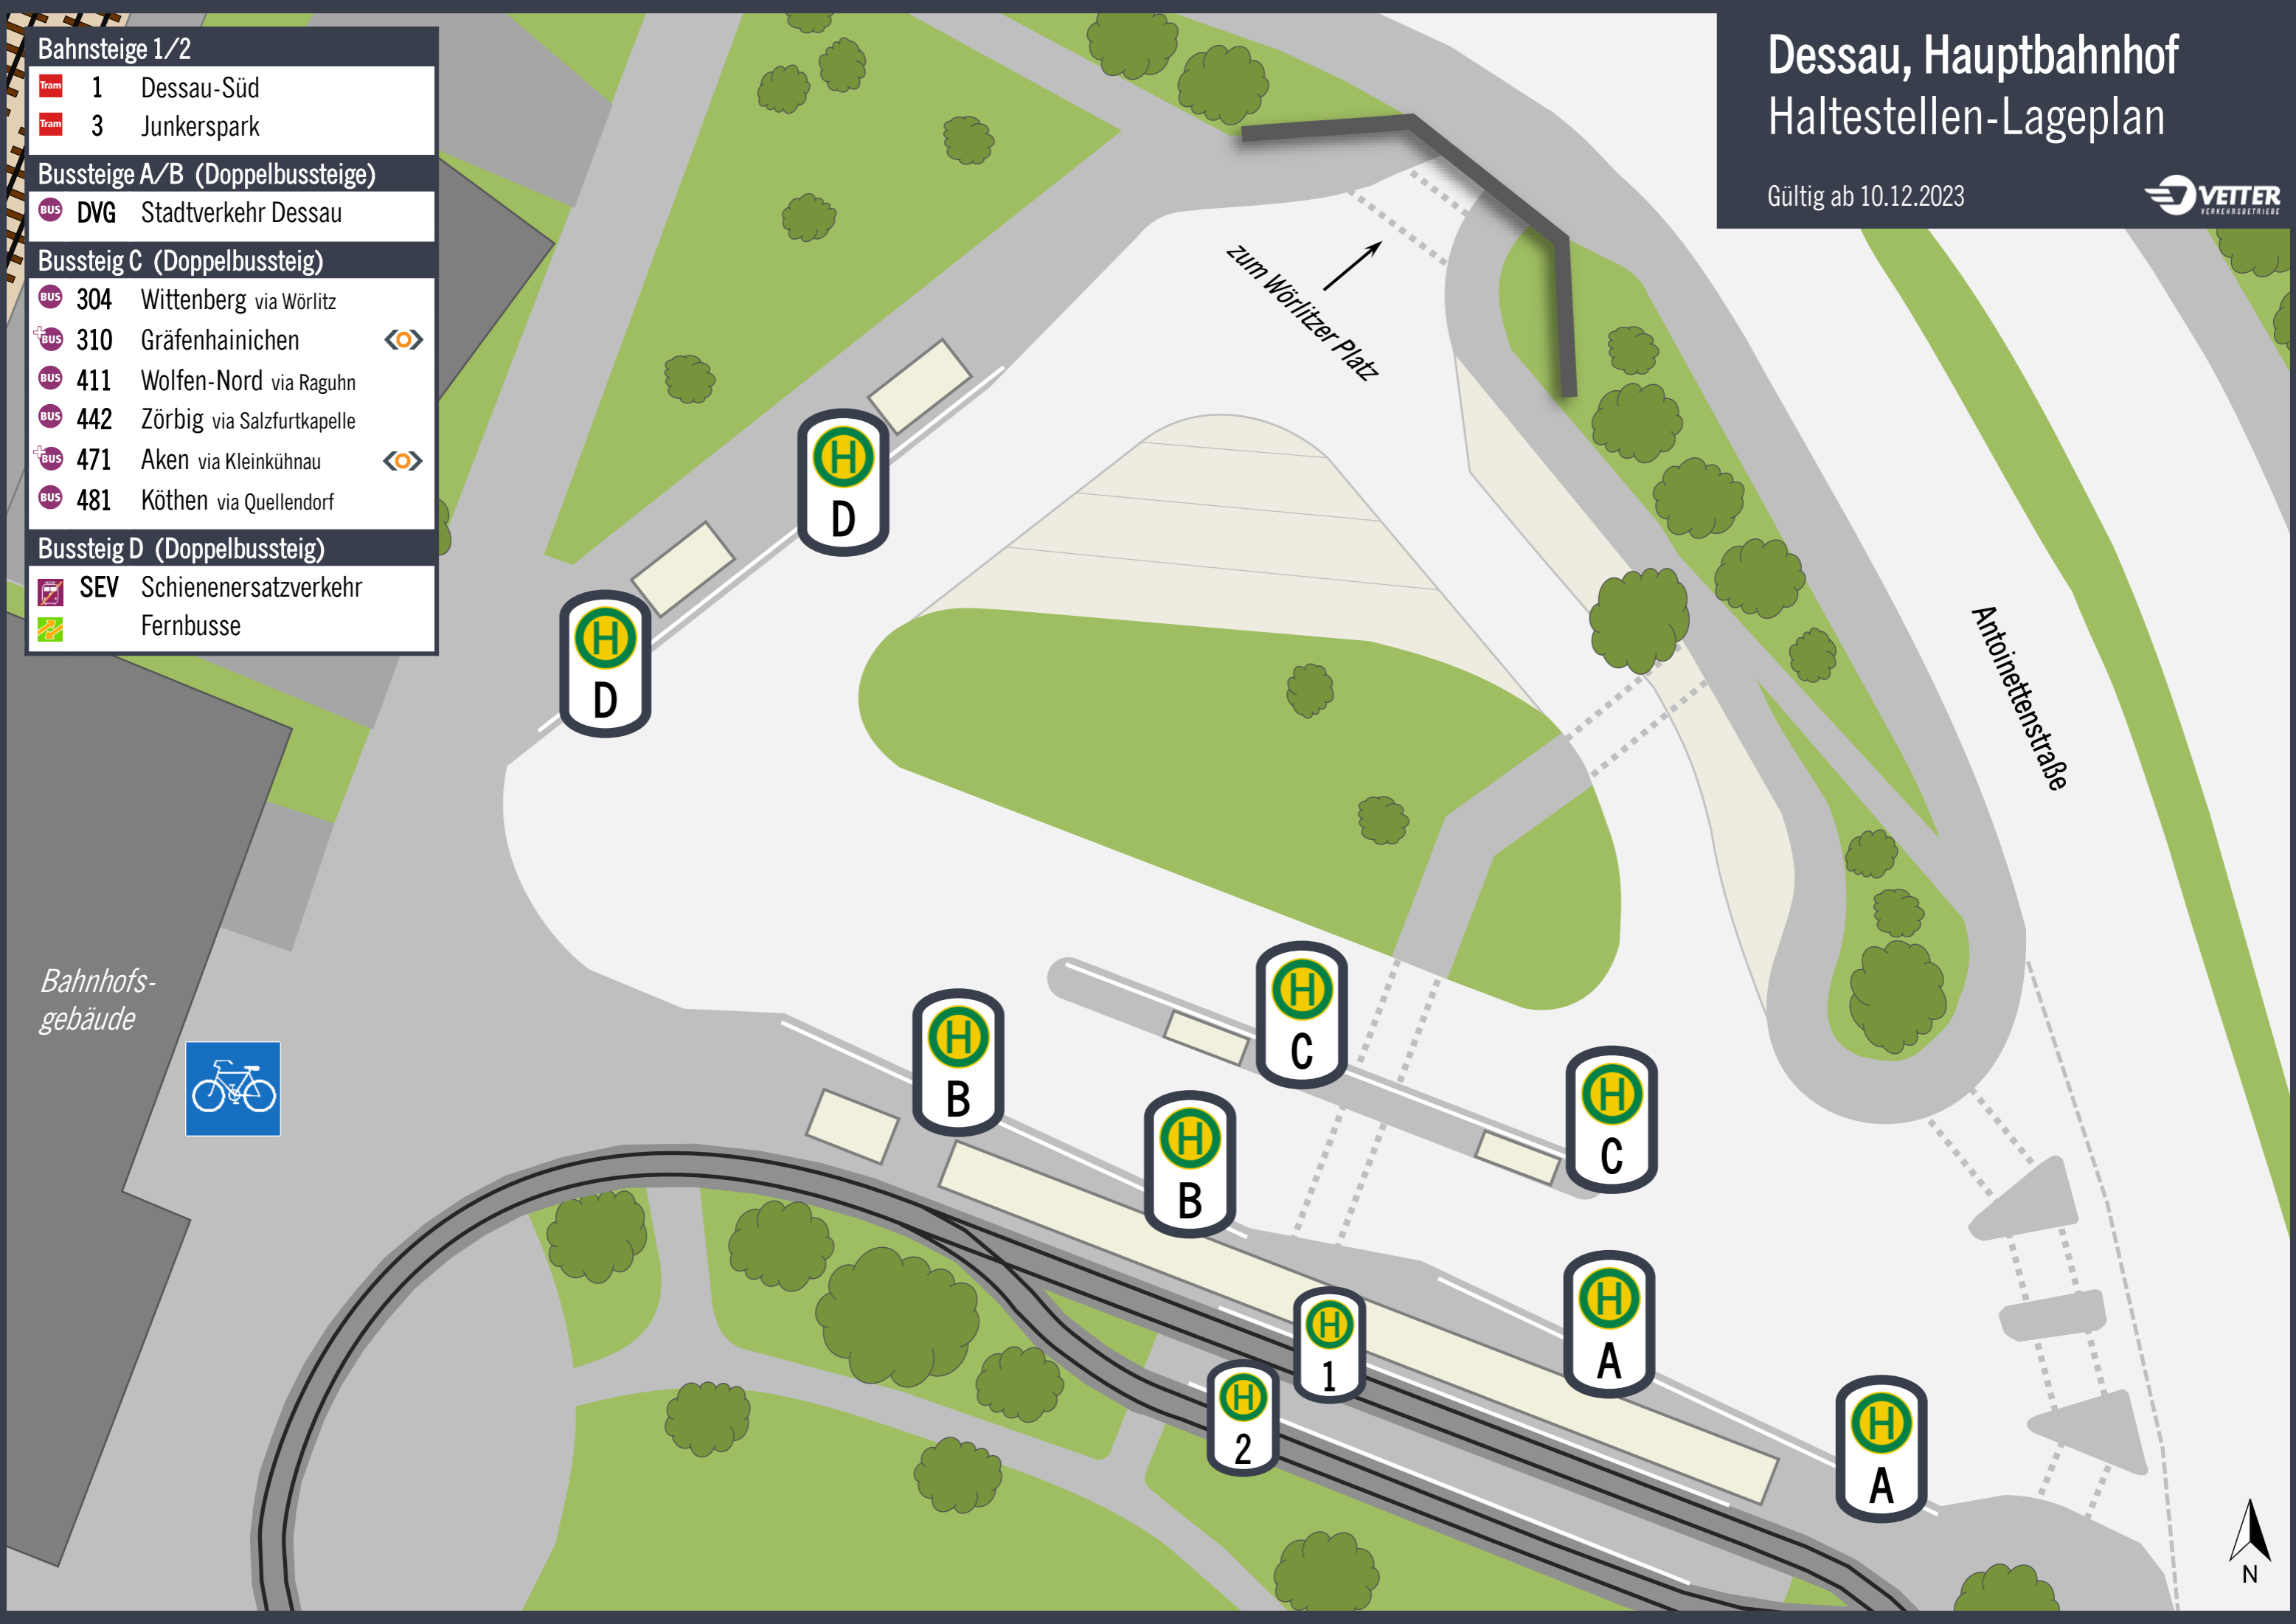 Bahnsteige 1/2
Tram 1 Dessau-Süd
Tram 3 Junkerspark
Bussteige A/B (Doppelbussteige)
BUS DVG Stadtverkehr Dessau
Bussteig C (Doppelbussteig)
BUS 304 Wittenberg via Wörlitz
+BUS 310 Gräfenhainichen
BUS 411 Wolfen-Nord via Raguhn
BUS 442 Zörbig via Salzfurtkapelle
+BUS 471 Aken via Kleinkühnau
BUS 481 Köthen via Quellendorf
Bussteig D (Doppelbussteig)
SEV Schienenersatzverkehr
Fernbusse
Dessau, Hauptbahnhof
Haltestellen-Lageplan
Gültig ab 10.12.2023
VETTER
VERKEHRSBETRIEBE
zum Wörlitzer Platz
H
D
H
D
Antoinettenstraße
Bahnhofs-
gebäude
H
C
H
B
H
C
H
B
H
A
H
1
H
2
H
A
N